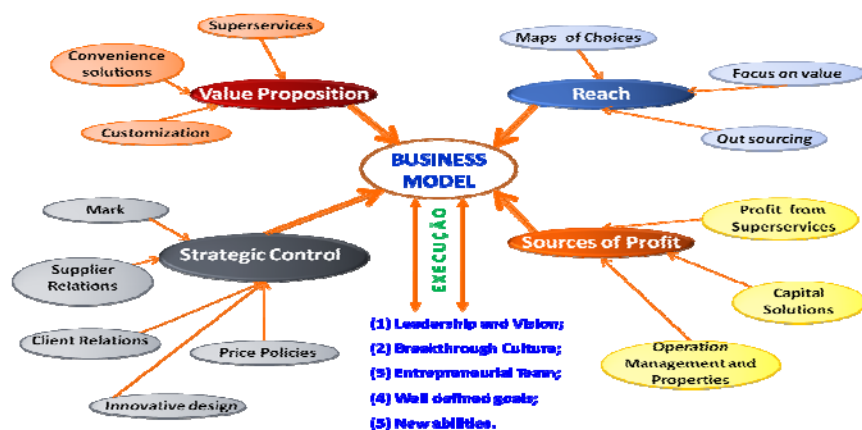 Superservices
Convenience
solutions
Value Proposition
Customization
Maps of Choices
Focus on value
Reach
Out sourcing
BUSINESS
MODEL
Mark
Supplier
Relations
Strategic Control
Client Relations
Price Policies
Innovative design
EXECUÇÃO
Profit from
Superservices
Sources of Profit
Capital
Solutions
Operation
Management and
Properties
(1) Leadership and Vision;
(2) Breakthrough Culture;
(3) Entrepreneurial Team;
(4) Well defined goals;
(5) New abilities.